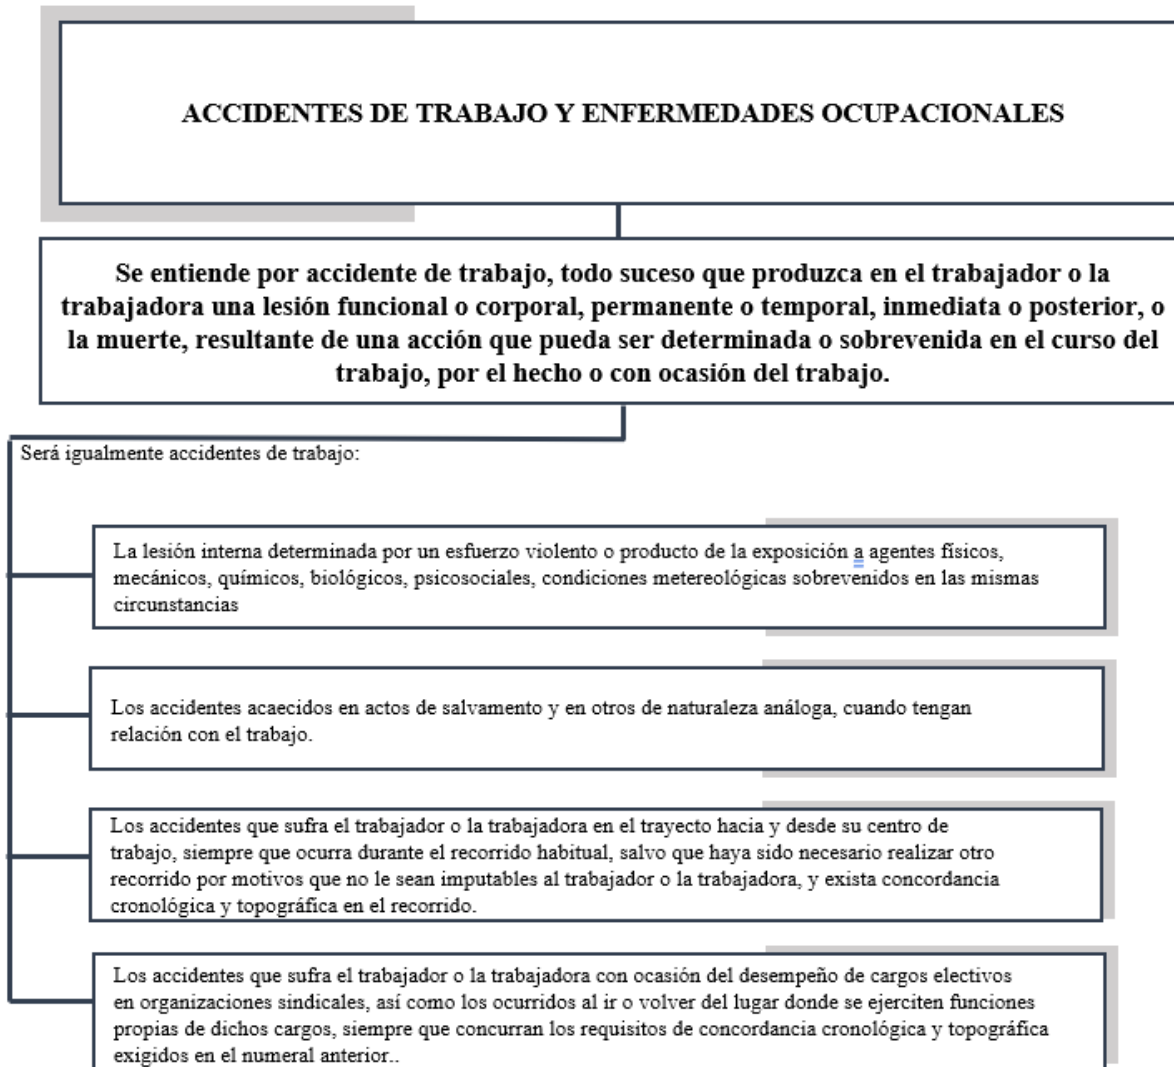 ACCIDENTES DE TRABAJO Y ENFERMEDADES OCUPACIONALES
Se entiende por accidente de trabajo, todo suceso que produzca en el trabajador o la
trabajadora una lesión funcional o corporal, permanente o temporal, inmediata o posterior, o
la muerte, resultante de una acción que pueda ser determinada o sobrevenida en el curso del
trabajo, por el hecho o con ocasión del trabajo.
Será igualmente accidentes de trabajo:
La lesión interna determinada por un esfuerzo violento o producto de la exposición a agentes físicos,
mecánicos, químicos, biológicos, psicosociales, condiciones metereológicas sobrevenidos en las mismas
circunstancias
Los accidentes acaecidos en actos de salvamento y en otros de naturaleza análoga, cuando tengan
relación con el trabajo.
Los accidentes que sufra el trabajador o la trabajadora en el trayecto hacia y desde su centro de
trabajo, siempre que ocurra durante el recorrido habitual, salvo que haya sido necesario realizar otro
recorrido por motivos que no le sean imputables al trabajador o la trabajadora, y exista concordancia
cronológica y topográfica en el recorrido.
Los accidentes que sufra el trabajador o la trabajadora con ocasión del desempeño de cargos electivos
en organizaciones sindicales, así como los ocurridos al ir o volver del lugar donde se ejerciten funciones
propias de dichos cargos, siempre que concurran los requisitos de concordancia cronológica y topográfica
exigidos en el numeral anterior..